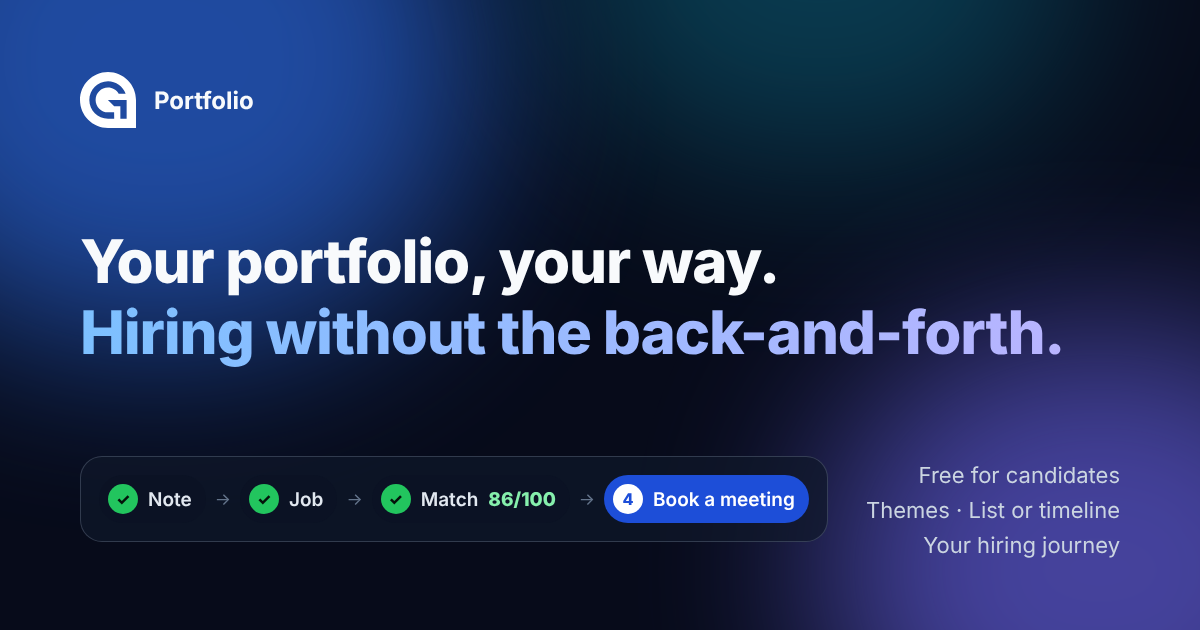 Portfolio
Your portfolio, your way.
Hiring without the back-and-forth.
Note → Job → Match 86/100 → 4 Book a meeting
Free for candidates
Themes · List or timeline
Your hiring journey